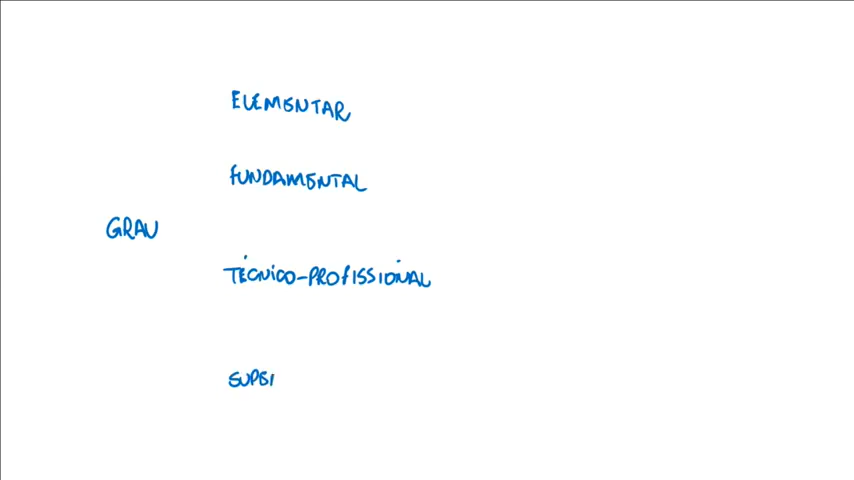 ELEMENTAR
FUNDAMENTAL
GRAU
TÉCNICO-PROFISSIONAL